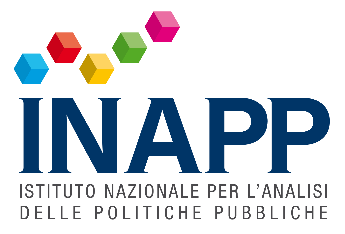 INAPP
ISTITUTO NAZIONALE PER L'ANALISI
DELLE POLITICHE PUBBLICHE